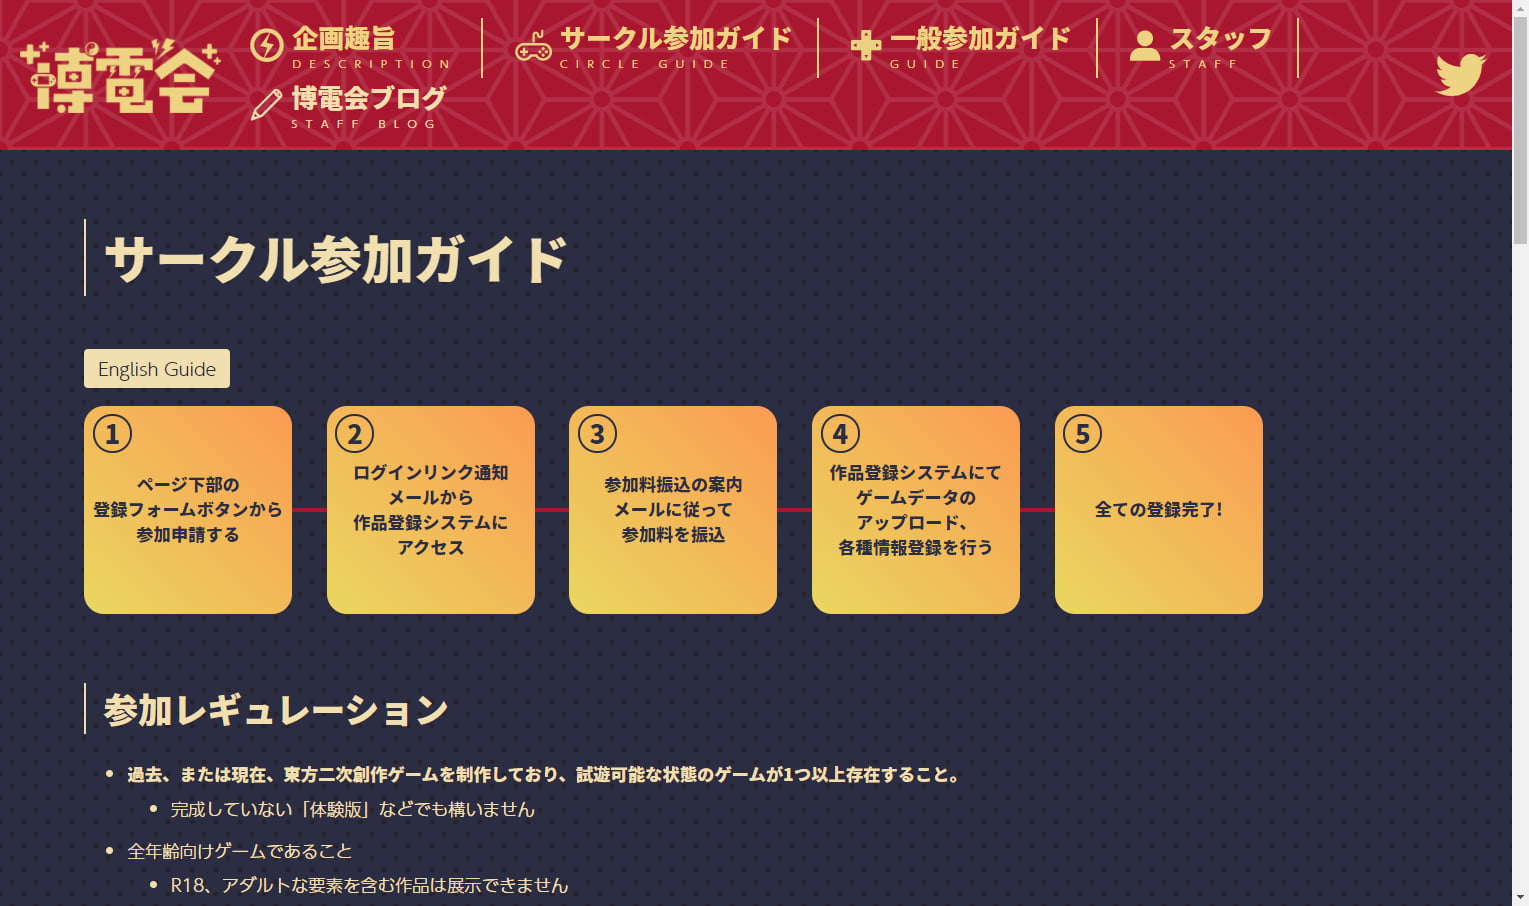 博電会
企画趣旨
DESCRIPTION
サークル参加ガイド
CIRCLE GUIDE
一般参加ガイド
GUIDE
スタッフ
STAFF
博電会ブログ
STAFF BLOG
サークル参加ガイド
English Guide
1
ページ下部の
登録フォームボタンから
参加申請する
2
ログインリンク通知
メールから
作品登録システムに
アクセス
3
参加料振込の案内
メールに従って
参加料を振込
4
作品登録システムにて
ゲームデータの
アップロード、
各種情報登録を行う
5
全ての登録完了!
参加レギュレーション
過去、または現在、東方二次創作ゲームを制作しており、試遊可能な状態のゲームが1つ以上存在すること。
完成していない「体験版」などでも構いません
全年齢向けゲームであること
R18、アダルトな要素を含む作品は展示できません